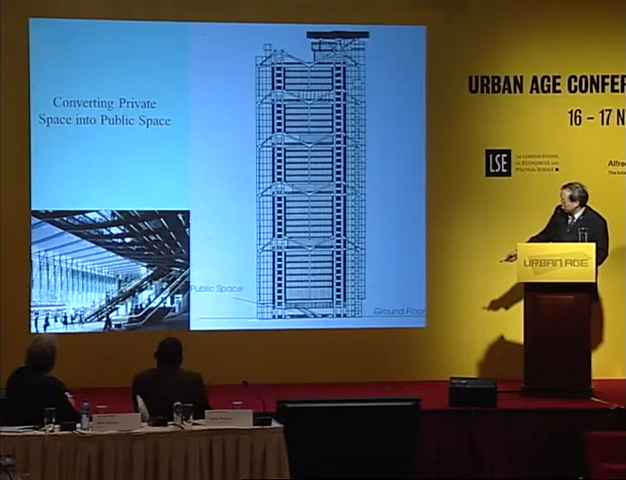 Converting Private
Space into Public Space
Public Space
Ground Floor
URBAN AGE CONFER
16 – 17 N
LSE
THE LONDON SCHOOL
OF ECONOMICS AND
POLITICAL SCIENCE
Alfre
URBAN AGE